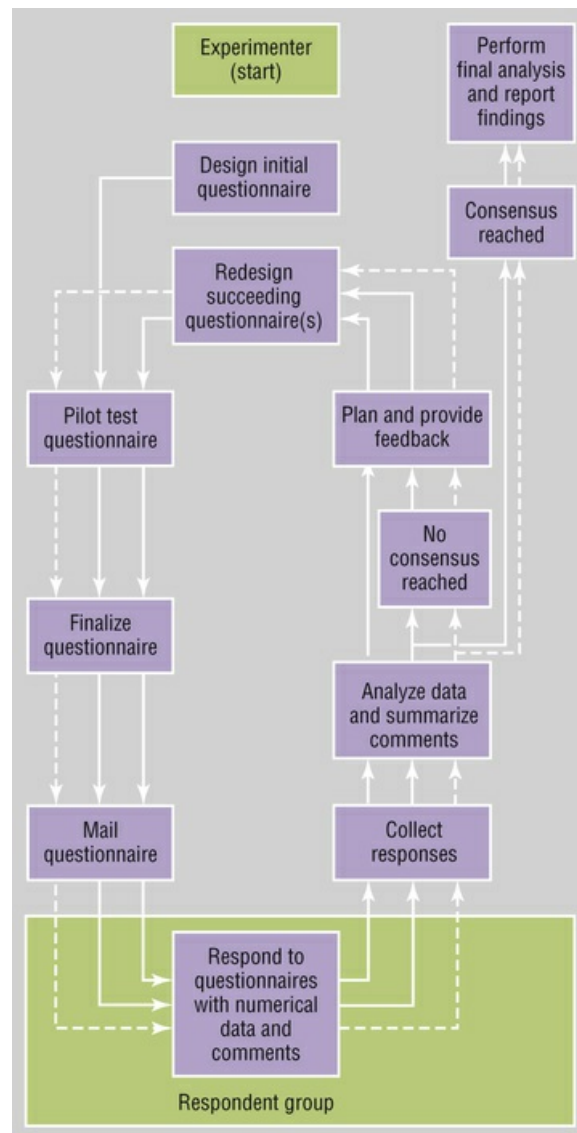 Experimenter
(start)
Perform
final analysis
and report
findings
Design initial
questionnaire
Consensus
reached
Redesign
succeeding
questionnaire(s)
Pilot test
questionnaire
Plan and provide
feedback
No
consensus
reached
Finalize
questionnaire
Analyze data
and summarize
comments
Mail
questionnaire
Collect
responses
Respond to
questionnaires
with numerical
data and
comments
Respondent group